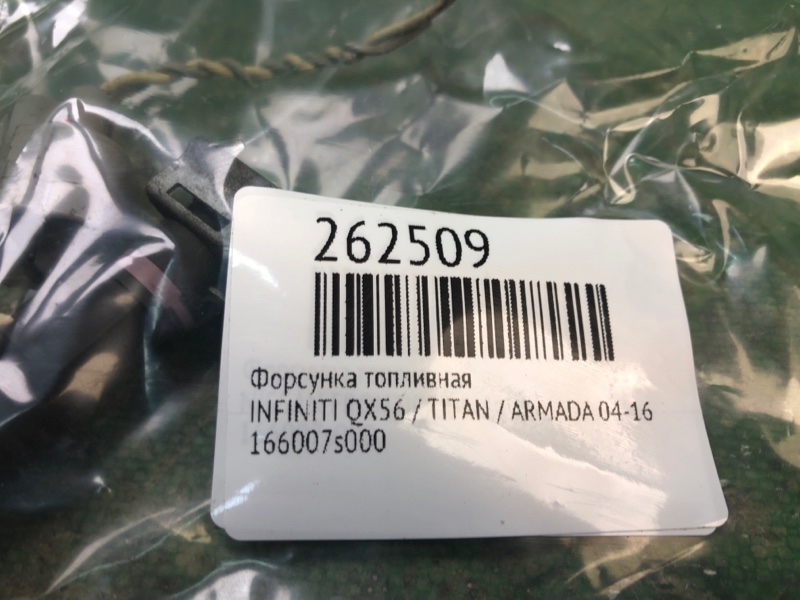 262509
Форсунка топливная
INFINITI QX56 / TITAN / ARMADA 04-16
166007s000